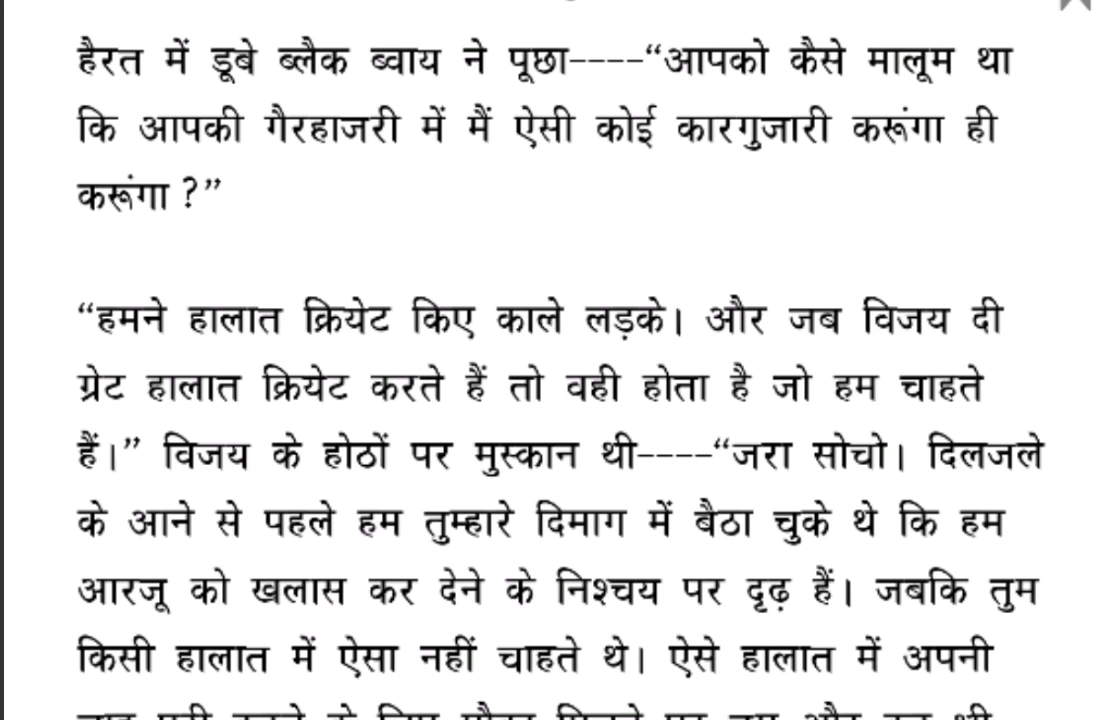 हैरत में डूबे ब्लैक ब्वाय ने पूछा----“आपको कैसे मालूम था
कि आपकी गैरहाजरी में मैं ऐसी कोई कारगुजारी करूंगा ही
करूंगा ?”
“हमने हालात क्रियेट किए काले लड़के। और जब विजय दी
ग्रेट हालात क्रियेट करते हैं तो वही होता है जो हम चाहते
हैं।” विजय के होठों पर मुस्कान थी----“जरा सोचो। दिलजले
के आने से पहले हम तुम्हारे दिमाग में बैठा चुके थे कि हम
आरजू को खलास कर देने के निश्चय पर दृढ़ हैं। जबकि तुम
किसी हालात में ऐसा नहीं चाहते थे। ऐसे हालात में अपनी